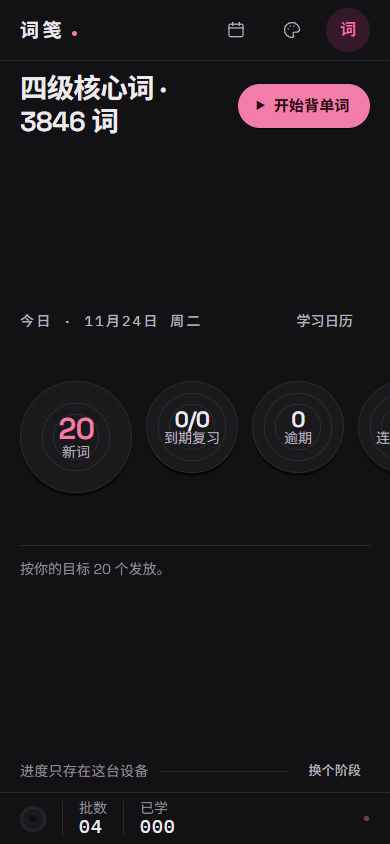 词笺
词
四级核心词 ·
3846 词
开始背单词
今日 · 11月24日 周二
学习日历
20
新词
0/0
到期复习
0
逾期
连
按你的目标 20 个发放。
进度只存在这台设备
换个阶段
批数
04
已学
000